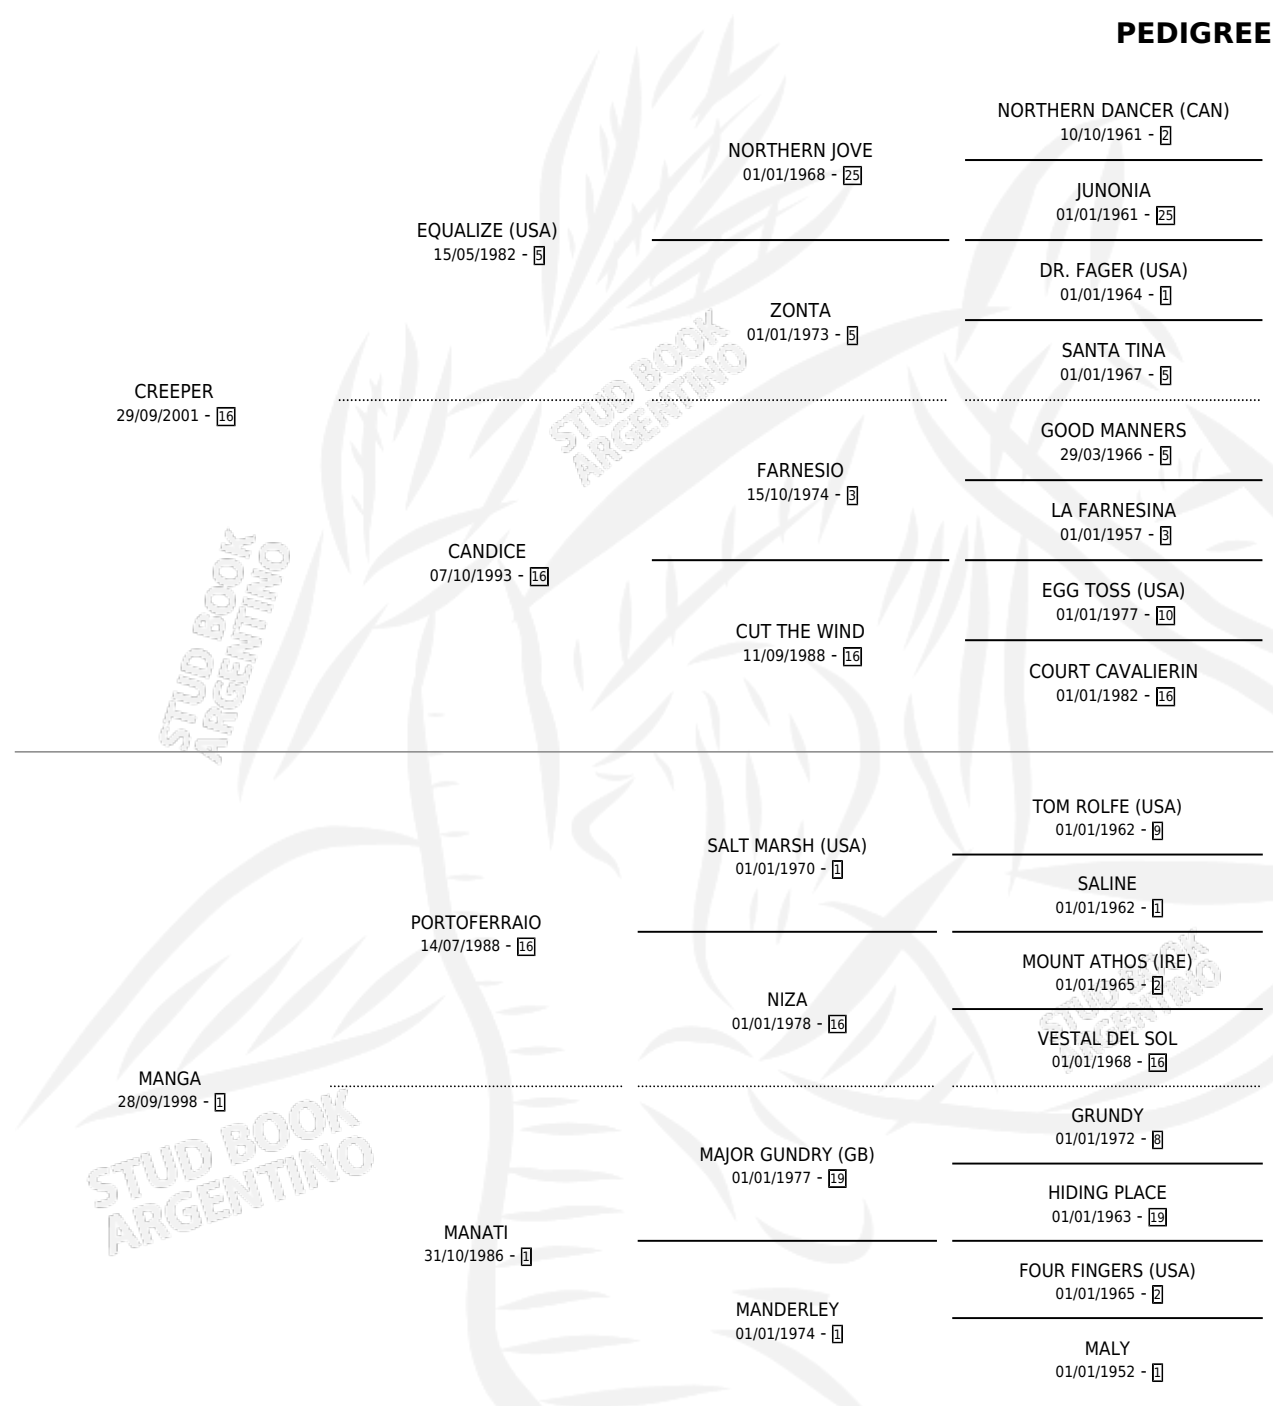 PEDIGREE
NORTHERN DANCER (CAN)
10/10/1961 - 2
NORTHERN JOVE
01/01/1968 - 25
JUNONIA
01/01/1961 - 25
EQUALIZE (USA)
15/05/1982 - 5
DR. FAGER (USA)
01/01/1964 - 1
ZONTA
01/01/1973 - 5
SANTA TINA
01/01/1967 - 5
CREEPER
29/09/2001 - 16
GOOD MANNERS
29/03/1966 - 5
FARNESIO
15/10/1974 - 3
LA FARNESINA
01/01/1957 - 3
CANDICE
07/10/1993 - 16
EGG TOSS (USA)
01/01/1977 - 10
CUT THE WIND
11/09/1988 - 16
COURT CAVALIERIN
01/01/1982 - 16
STUD BOOK
ARGENTINO
STUD BOOK
ARGENTINO
TOM ROLFE (USA)
01/01/1962 - 9
SALT MARSH (USA)
01/01/1970 - 1
SALINE
01/01/1962 - 1
PORTOFERRAIO
14/07/1988 - 16
MOUNT ATHOS (IRE)
01/01/1965 - 2
NIZA
01/01/1978 - 16
VESTAL DEL SOL
01/01/1968 - 16
STUD BOOK
ARGENTINO
MANGA
28/09/1998 - 1
GRUNDY
01/01/1972 - 8
MAJOR GUNDRY (GB)
01/01/1977 - 19
HIDING PLACE
01/01/1963 - 19
STUD BOOK
ARGENTINO
MANATI
31/10/1986 - 1
FOUR FINGERS (USA)
01/01/1965 - 2
MANDERLEY
01/01/1974 - 1
MALY
01/01/1952 - 1